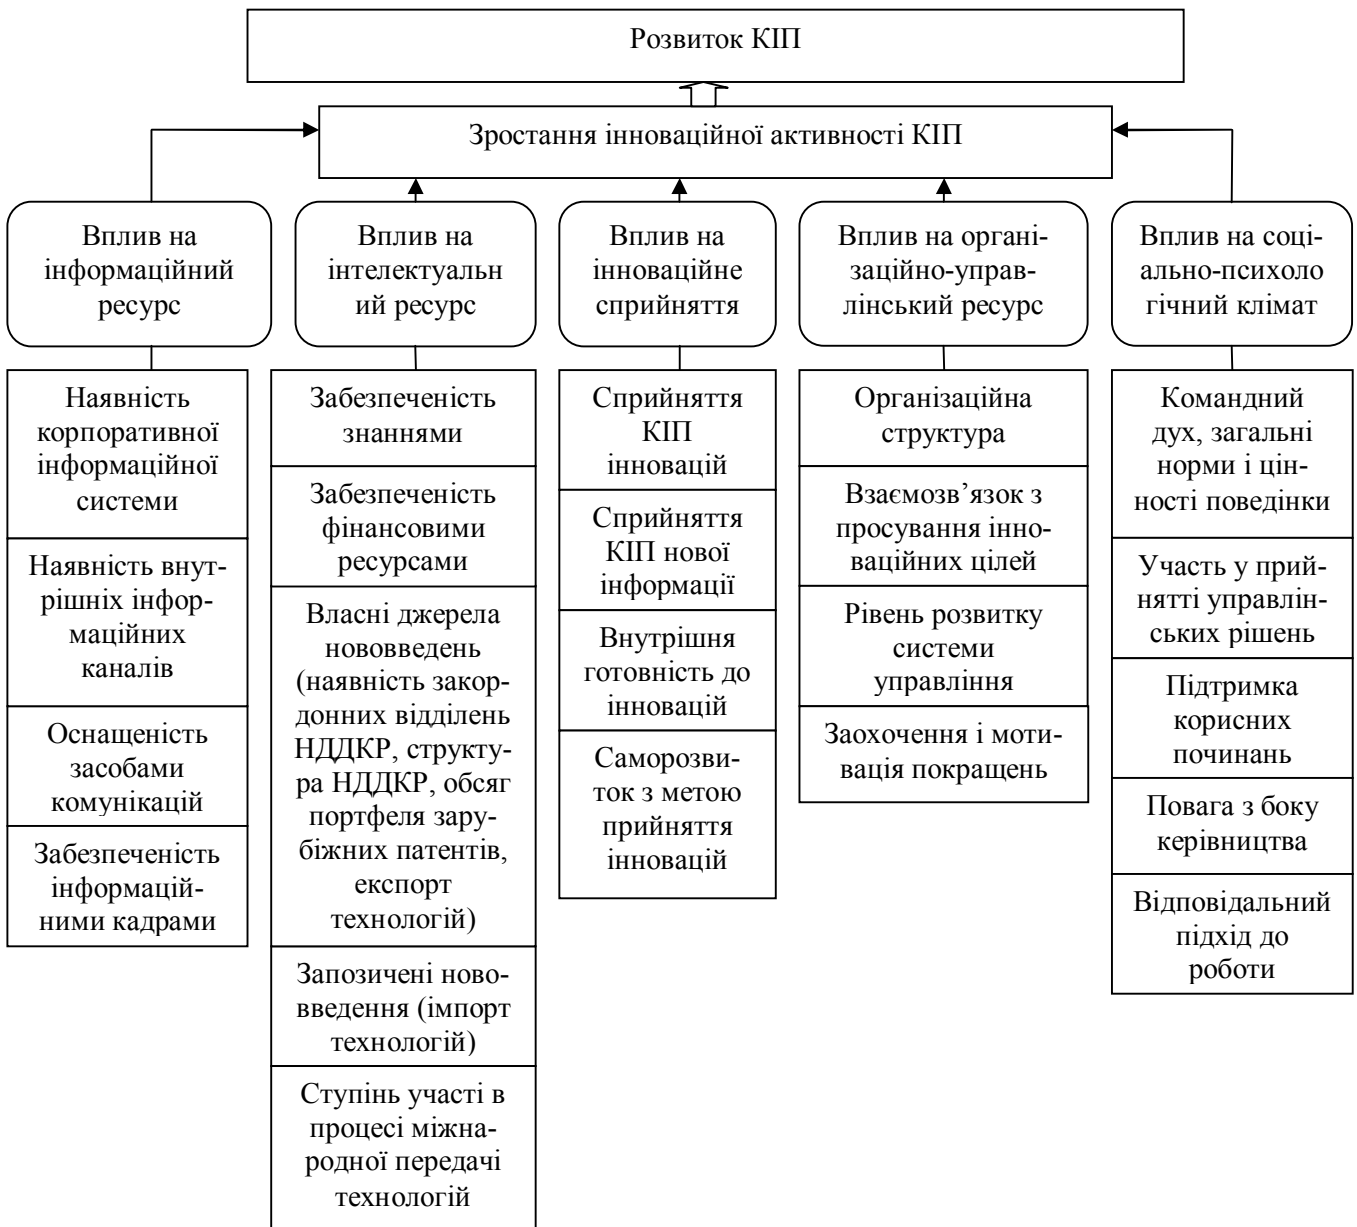 Розвиток КІП
Зростання інноваційної активності КІП
Вплив на
інформаційний
ресурс
Вплив на
інтелектуальн
ий ресурс
Вплив на
інноваційне
сприйняття
Вплив на органі-
заційно-управ-
лінський ресурс
Вплив на соці-
ально-психоло
гічний клімат
Наявність
корпоративної
інформаційної
системи
Наявність внут-
рішніх інфор-
маційних
каналів
Оснащеність
засобами
комунікацій
Забезпеченість
інформацій-
ними кадрами
Забезпеченість
знаннями
Забезпеченість
фінансовими
ресурсами
Власні джерела
нововведень
(наявність закор-
донних відділень
НДДКР, структу-
ра НДДКР, обсяг
портфеля зару-
біжних патентів,
експорт
технологій)
Запозичені ново-
введення (імпорт
технологій)
Ступінь участі в
процесі міжна-
родної передачі
технологій
Сприйняття
КІП
інновацій
Сприйняття
КІП нової
інформації
Внутрішня
готовність до
інновацій
Саморозви-
ток з метою
прийняття
інновацій
Організаційна
структура
Взаємозв’язок з
просування інно-
ваційних цілей
Рівень розвитку
системи
управління
Заохочення і моти-
вація покращень
Командний
дух, загальні
норми і цін-
ності поведінки
Участь у прий-
нятті управлін-
ських рішень
Підтримка
корисних
починань
Повага з боку
керівництва
Відповідальний
підхід до
роботи